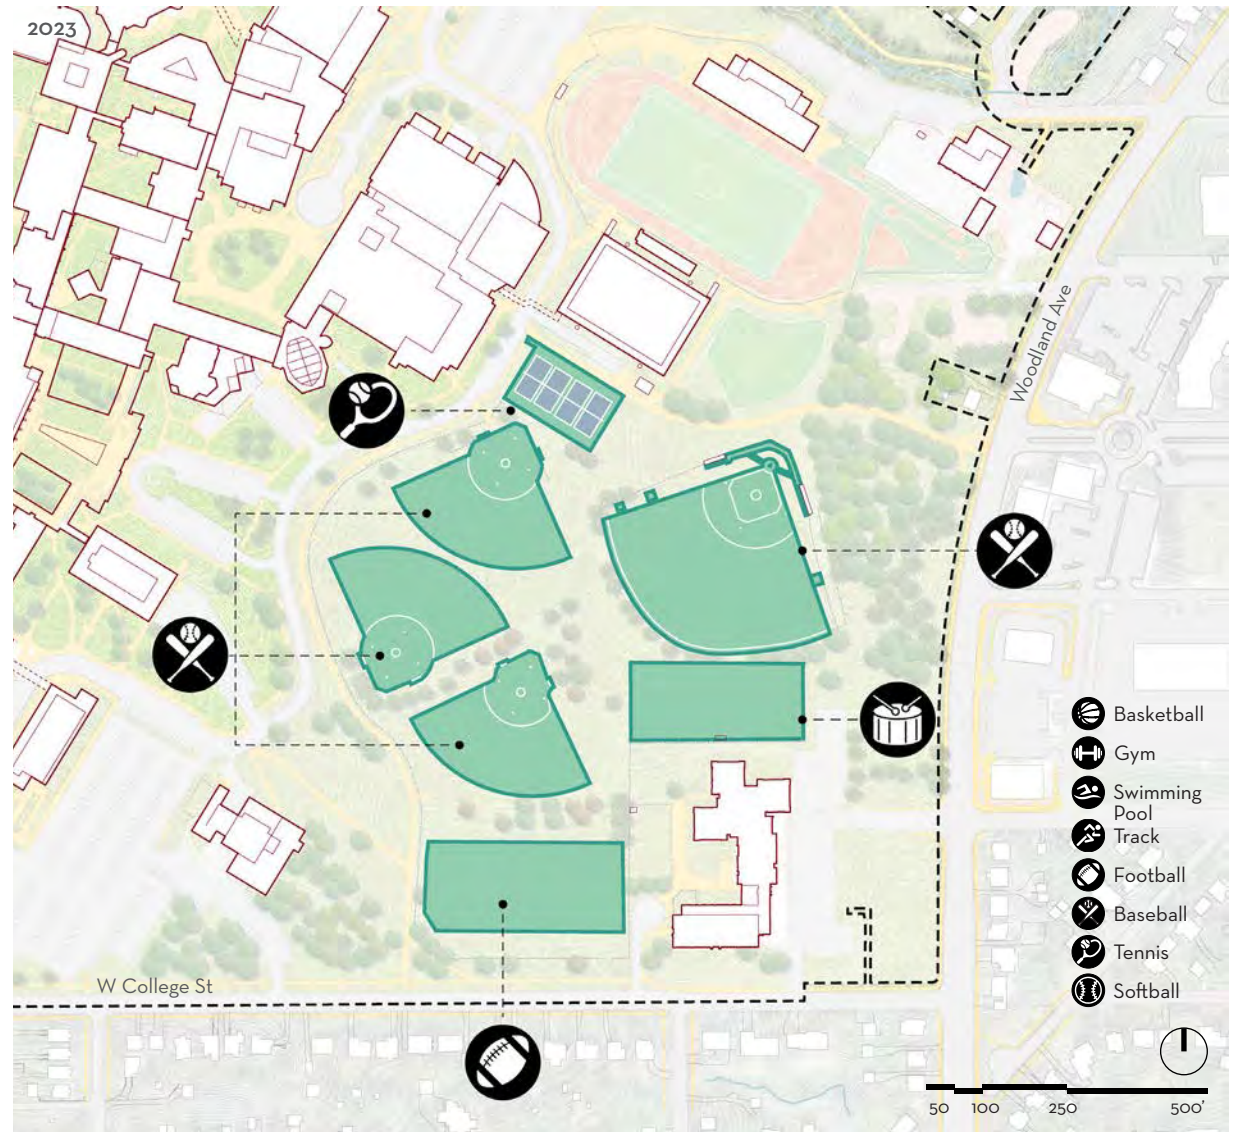 2023
Woodland Ave
Basketball
Gym
Swimming
Pool
Track
Football
Baseball
Tennis
Softball
W College St
50 100 250 500'